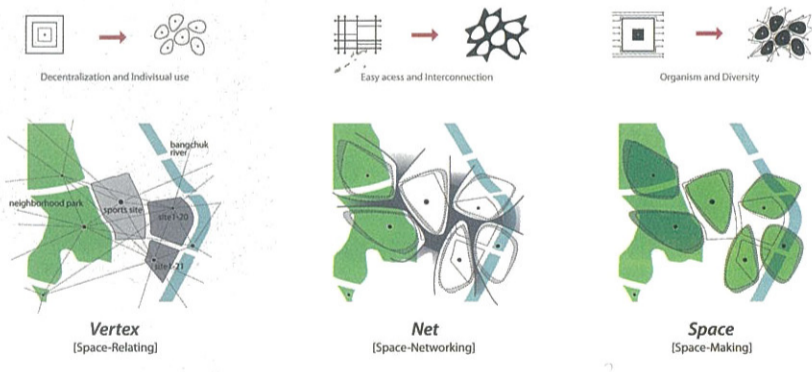 Decentralization and Indivisual use
Easy acess and Interconnection
Organism and Diversity
bangchuk
river
neighborhood park
sports site
site1-20
site1-21
Vertex
[Space-Relating]
Net
[Space-Networking]
Space
[Space-Making]